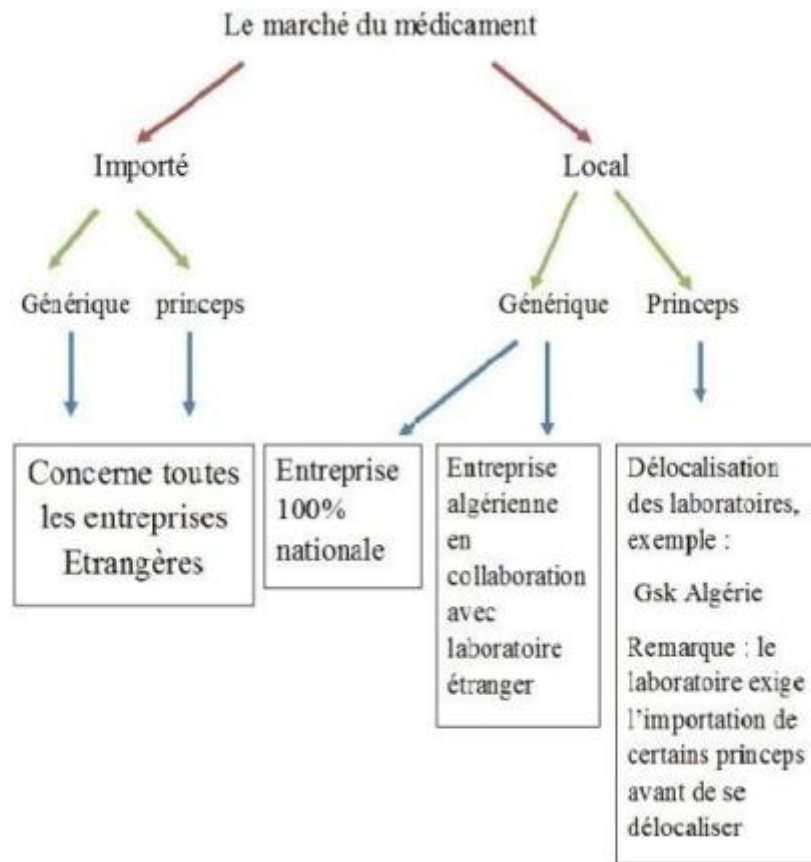 Le marché du médicament
Importé
Local
Générique
princeps
Générique
Princeps
Concerne toutes
les entreprises
Etrangères
Entreprise
100%
nationale
Entreprise
algérienne
en
collaboration
avec
laboratoire
étranger
Délocalisation
des laboratoires,
exemple :
Gsk Algérie
Remarque : le
laboratoire exige
l'importation de
certains princeps
avant de se
délocaliser